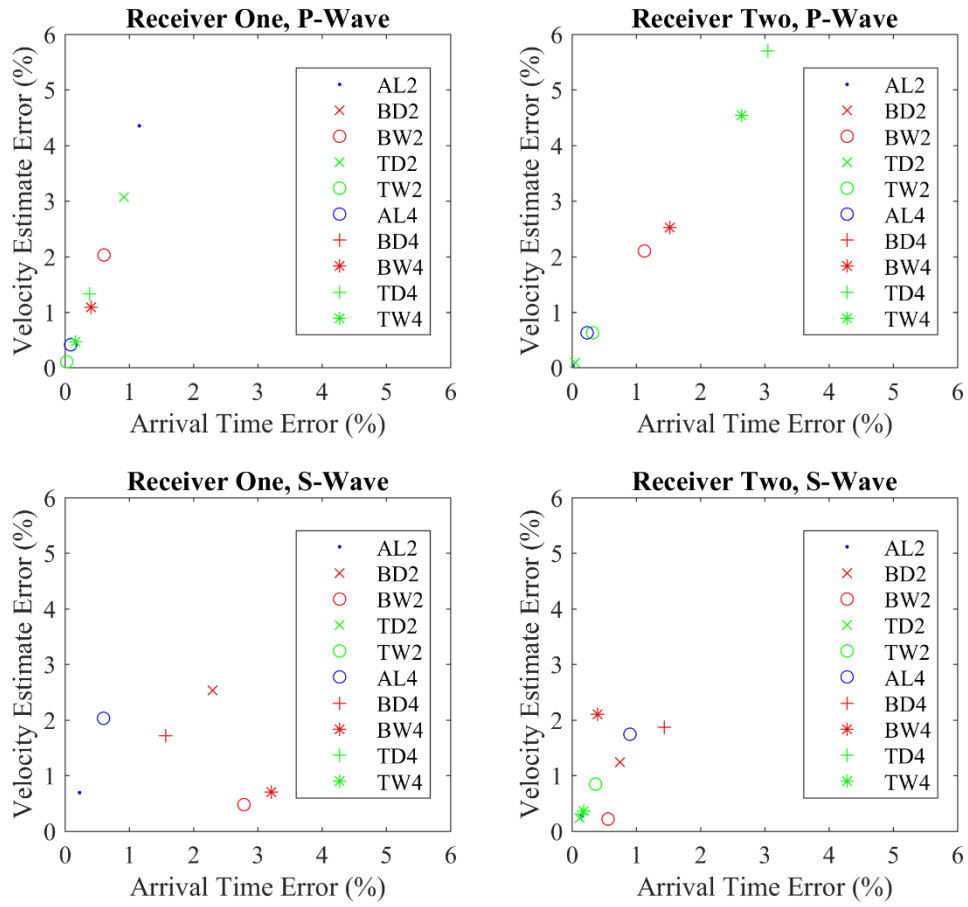 Receiver One, P-Wave
Velocity Estimate Error (%)
6
5
4
3
2
1
0
AL2
BD2
BW2
TD2
TW2
AL4
BD4
BW4
TD4
TW4
0 1 2 3 4 5 6
Arrival Time Error (%)
Receiver Two, P-Wave
Velocity Estimate Error (%)
6
5
4
3
2
1
0
AL2
BD2
BW2
TD2
TW2
AL4
BD4
BW4
TD4
TW4
0 1 2 3 4 5 6
Arrival Time Error (%)
Receiver One, S-Wave
Velocity Estimate Error (%)
6
5
4
3
2
1
0
AL2
BD2
BW2
TD2
TW2
AL4
BD4
BW4
TD4
TW4
0 1 2 3 4 5 6
Arrival Time Error (%)
Receiver Two, S-Wave
Velocity Estimate Error (%)
6
5
4
3
2
1
0
AL2
BD2
BW2
TD2
TW2
AL4
BD4
BW4
TD4
TW4
0 1 2 3 4 5 6
Arrival Time Error (%)